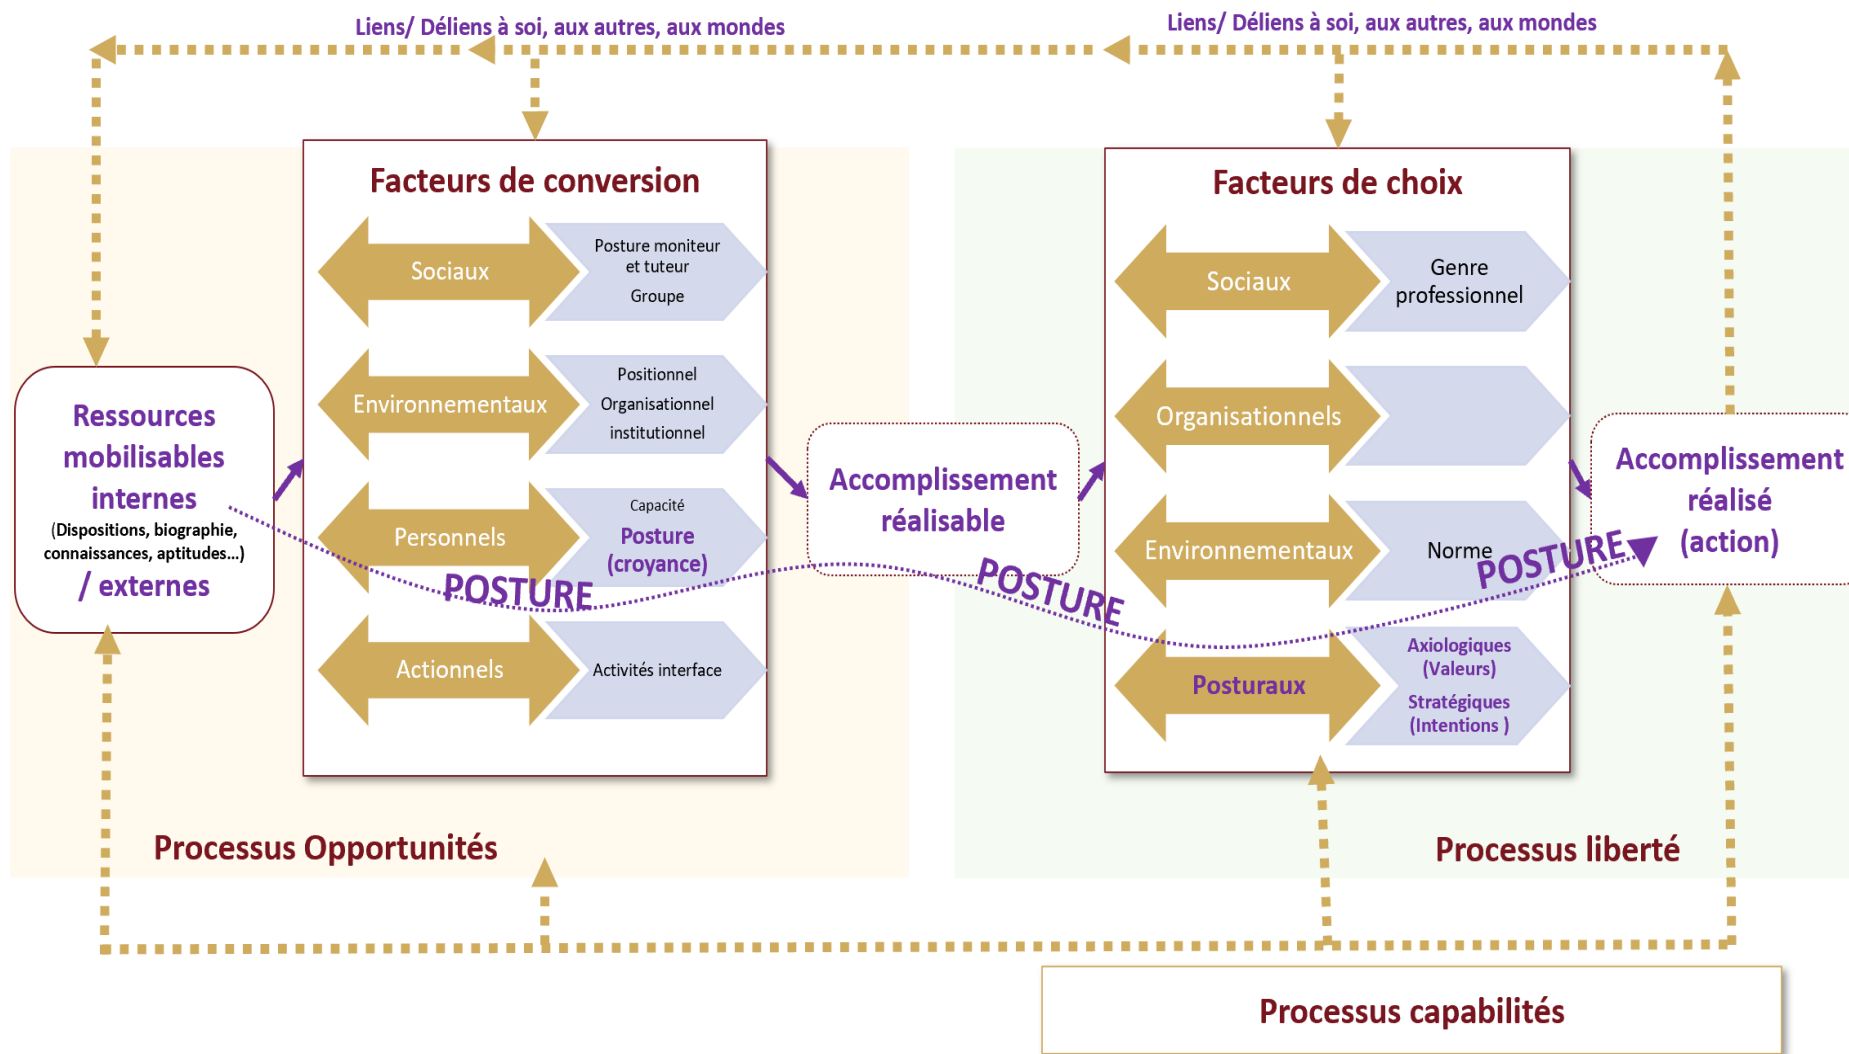 Liens/ Déliens à soi, aux autres, aux mondes
Liens/ Déliens à soi, aux autres, aux mondes
Ressources
mobilisables
internes
(Dispositions, biographie,
connaissances, aptitudes...)
/ externes
Facteurs de conversion
Sociaux
Posture moniteur
et tuteur
Groupe
Environnementaux
Positionnel
Organisationnel
institutionnel
Personnels
Capacité
Posture
(croyance)
POSTURE
Actionnels
Activités interface
Processus Opportunités
Accomplissement
réalisable
POSTURE
Facteurs de choix
Sociaux
Genre
professionnel
Organisationnels
Environnementaux
Norme
POSTURE
Posturaux
Axiologiques
(Valeurs)
Stratégiques
(Intentions )
Accomplissement
réalisé
(action)
Processus liberté
Processus capabilités